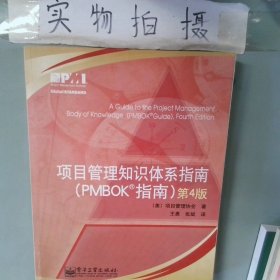 实物拍摄
PMI
A Guide to the Project Management
Body of Knowledge (PMBOK®Guide), Fourth Edition
项目管理知识体系指南
(PMBOK®指南) 第4版
(美) 项目管理协会 著
王勇 张斌 译
电子工业出版社